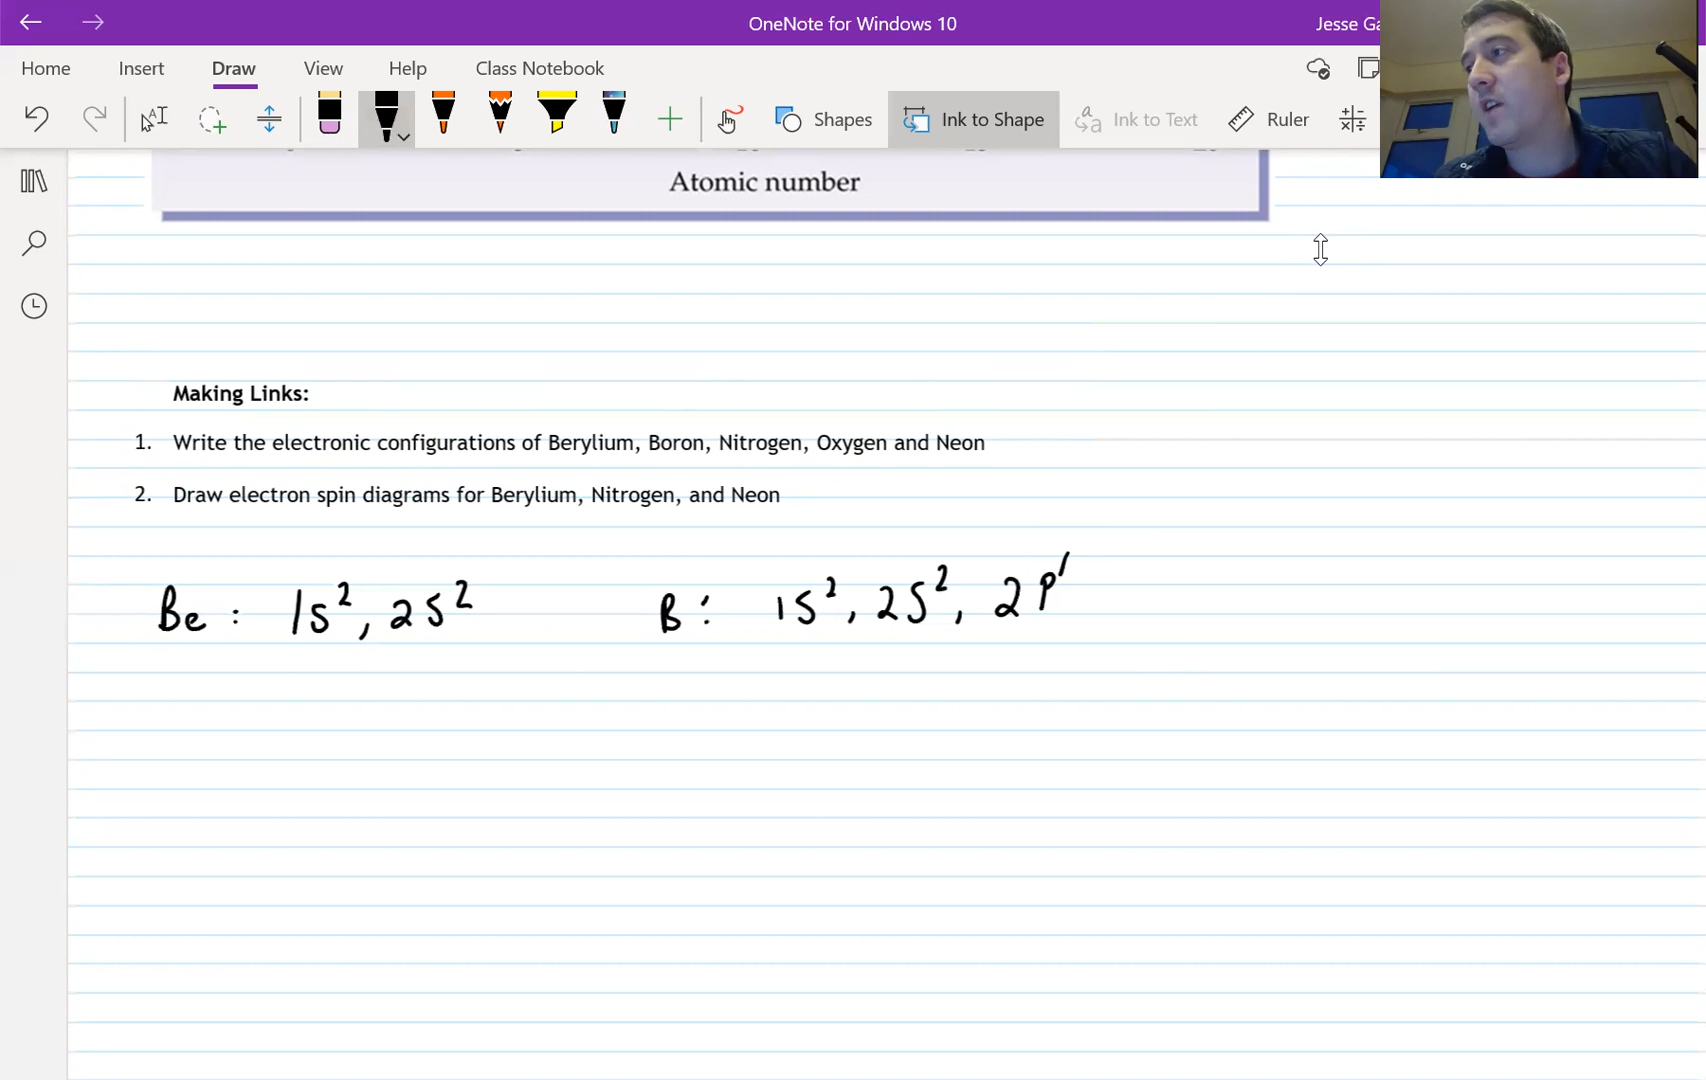 OneNote for Windows 10
Jesse Ga
Home Insert Draw View Help Class Notebook
Shapes Ink to Shape Ink to Text Ruler
Atomic number
Making Links:
1. Write the electronic configurations of Berylium, Boron, Nitrogen, Oxygen and Neon
2. Draw electron spin diagrams for Berylium, Nitrogen, and Neon
Be : 1s², 2s² B : 1s², 2s², 2p¹